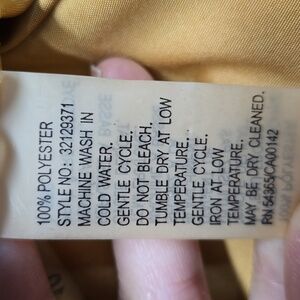 100% POLYESTER
STYLE NO.: 32129371
MACHINE WASH IN
COLD WATER,
GENTLE CYCLE.
DO NOT BLEACH.
TUMBLE DRY AT LOW
TEMPERATURE,
GENTLE CYCLE.
IRON AT LOW
TEMPERATURE.
MAY BE DRY CLEANED.
RN 54365/CA00142